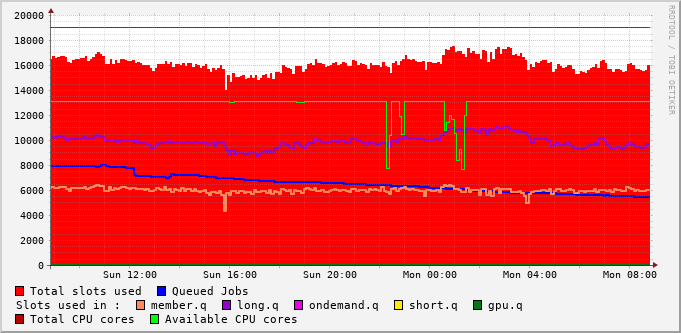 20000
18000
16000
14000
12000
10000
8000
6000
4000
2000
0
Sun 12:00 Sun 16:00 Sun 20:00 Mon 00:00 Mon 04:00 Mon 08:00
RRDTOOL / TOBI OETIKER
Total slots used Queued Jobs
Slots used in : member.q long.q ondemand.q short.q gpu.q
Total CPU cores Available CPU cores